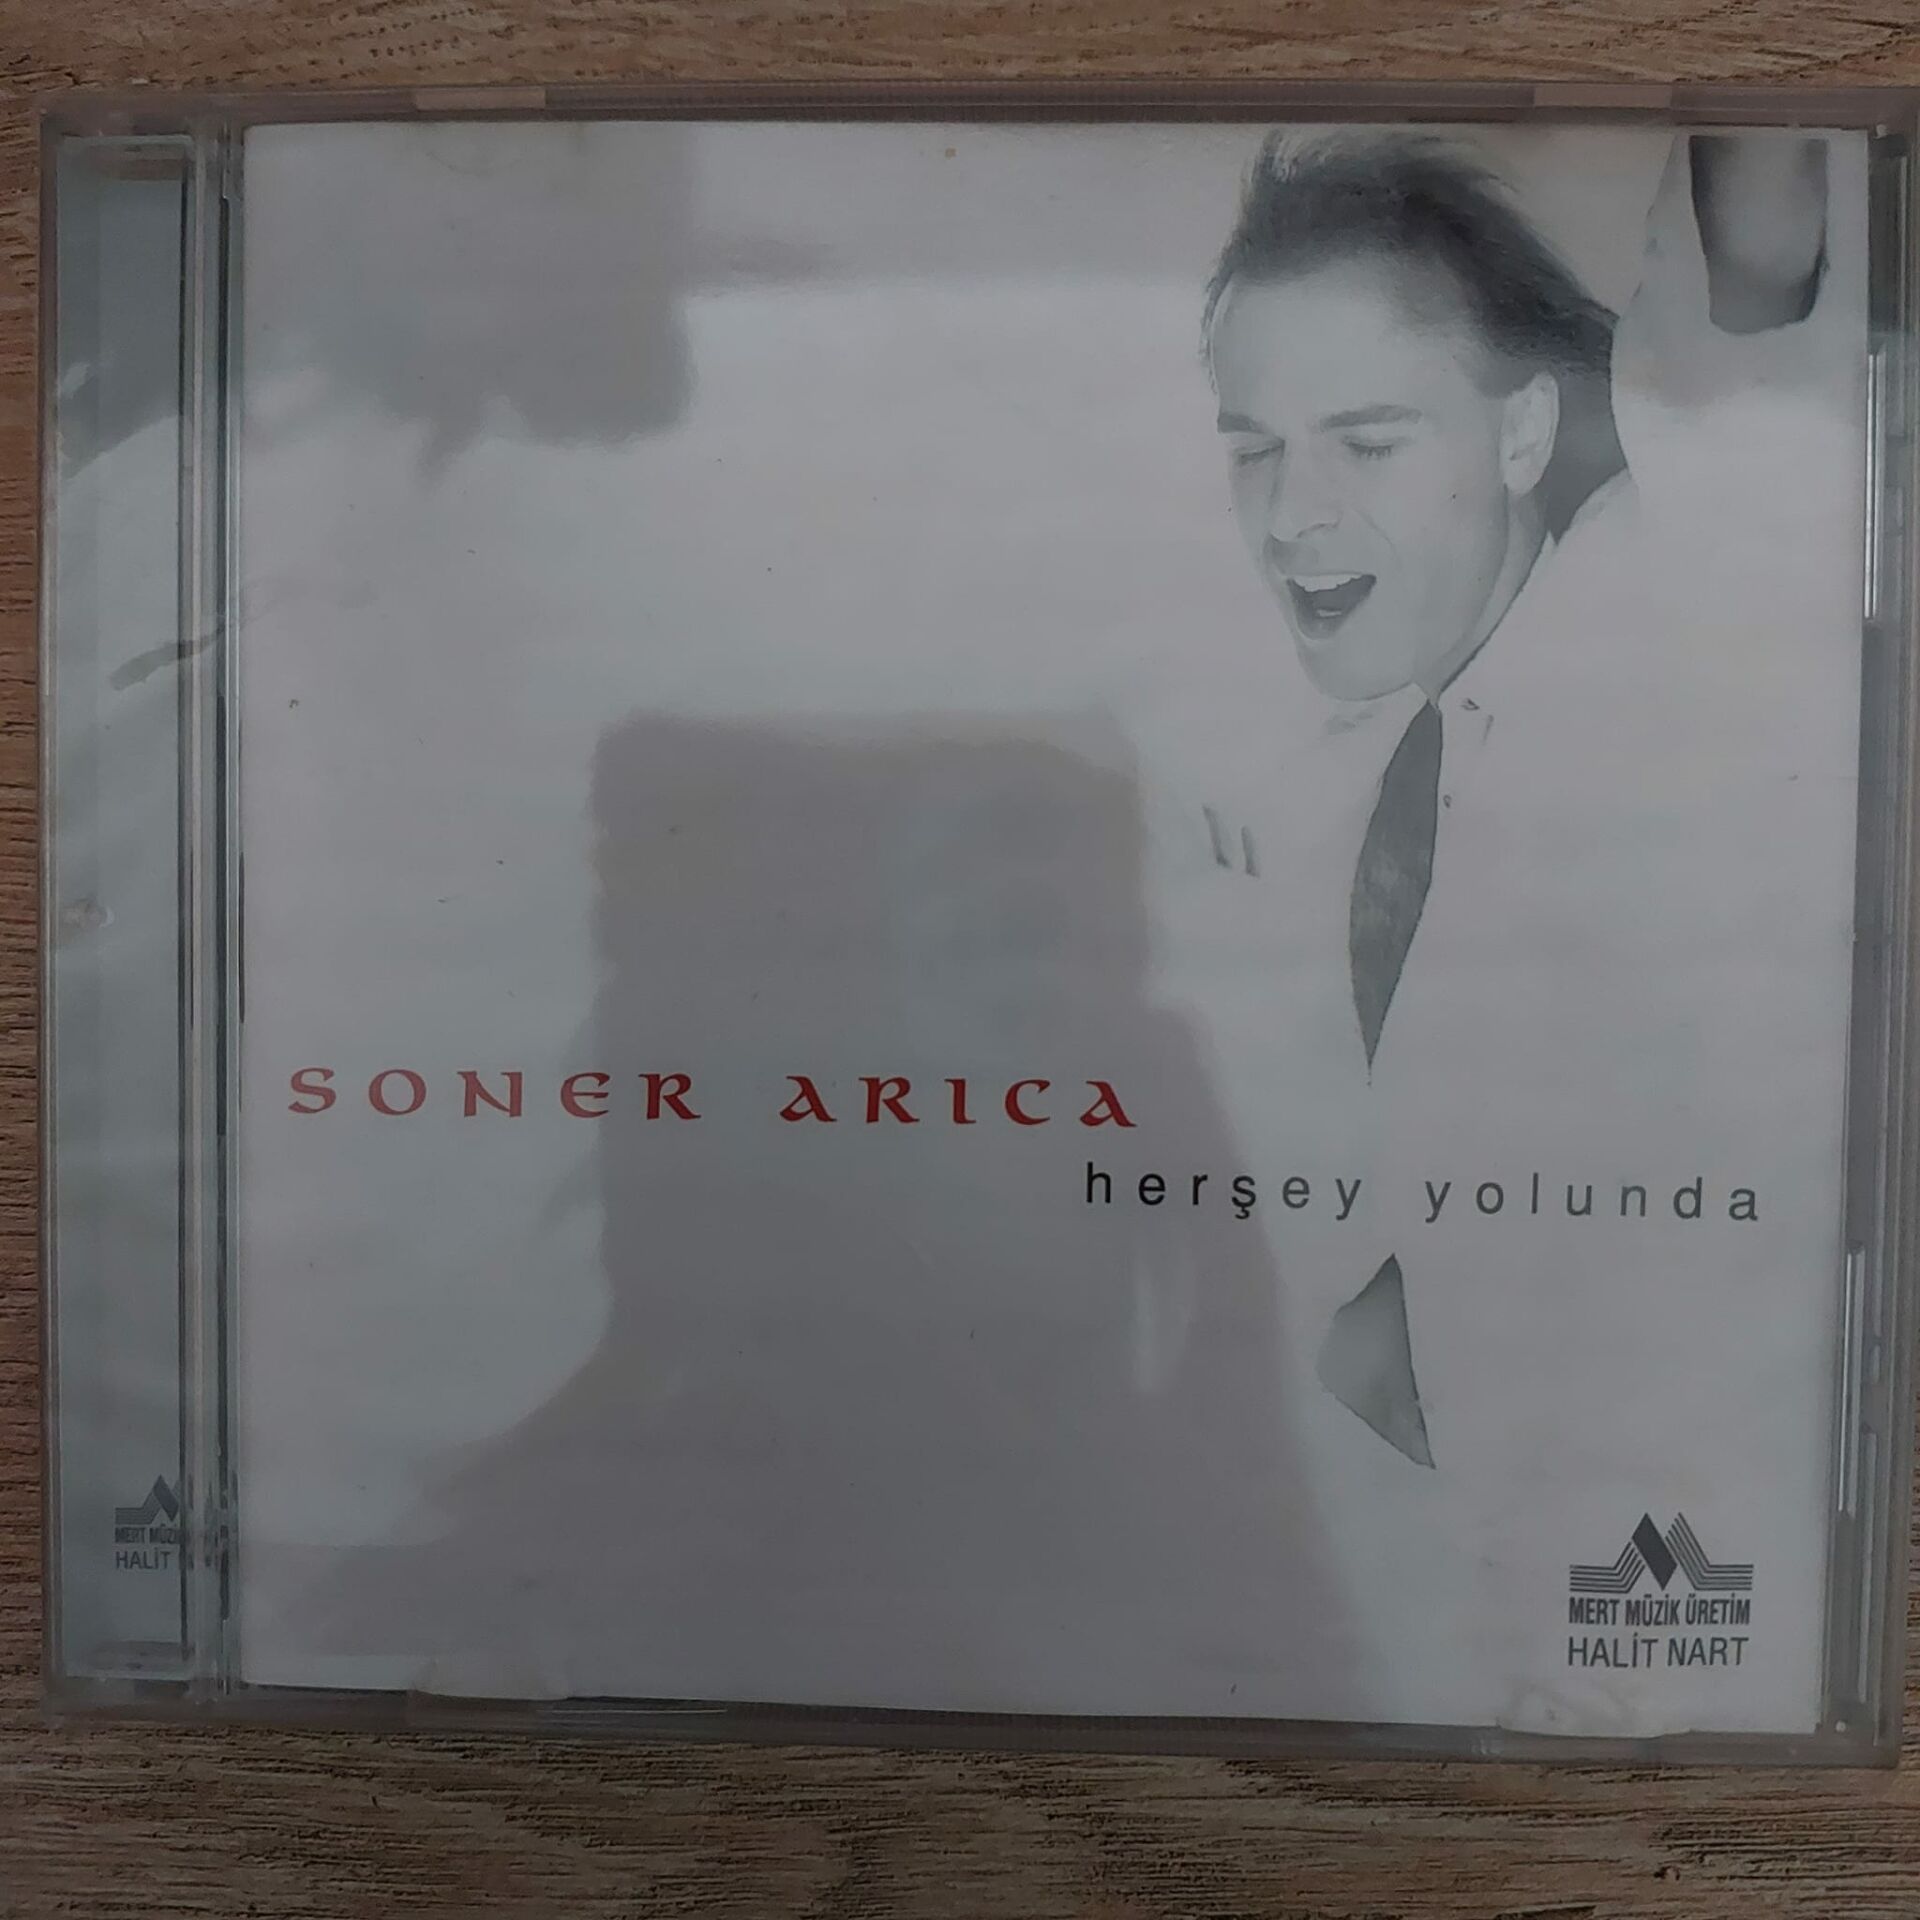 SONER ARICA
herşey yolunda
MERT MÜZİK ÜRETİM
HALİT NART
MERT MÜZİ
HALİT